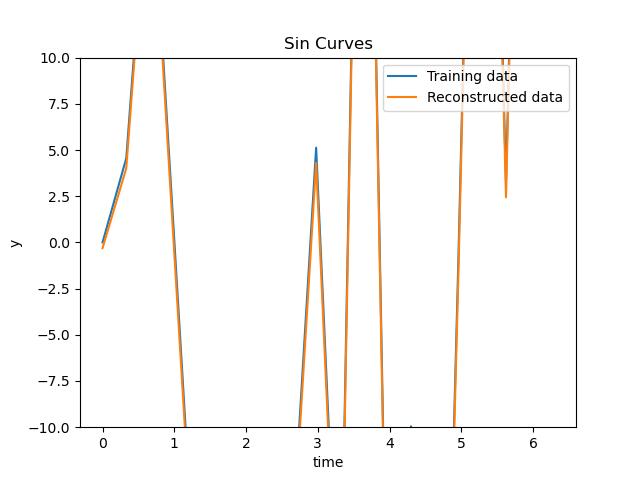 Sin Curves
Training data
Reconstructed data
y
10.0
7.5
5.0
2.5
0.0
−2.5
−5.0
−7.5
−10.0
0 1 2 3 4 5 6
time